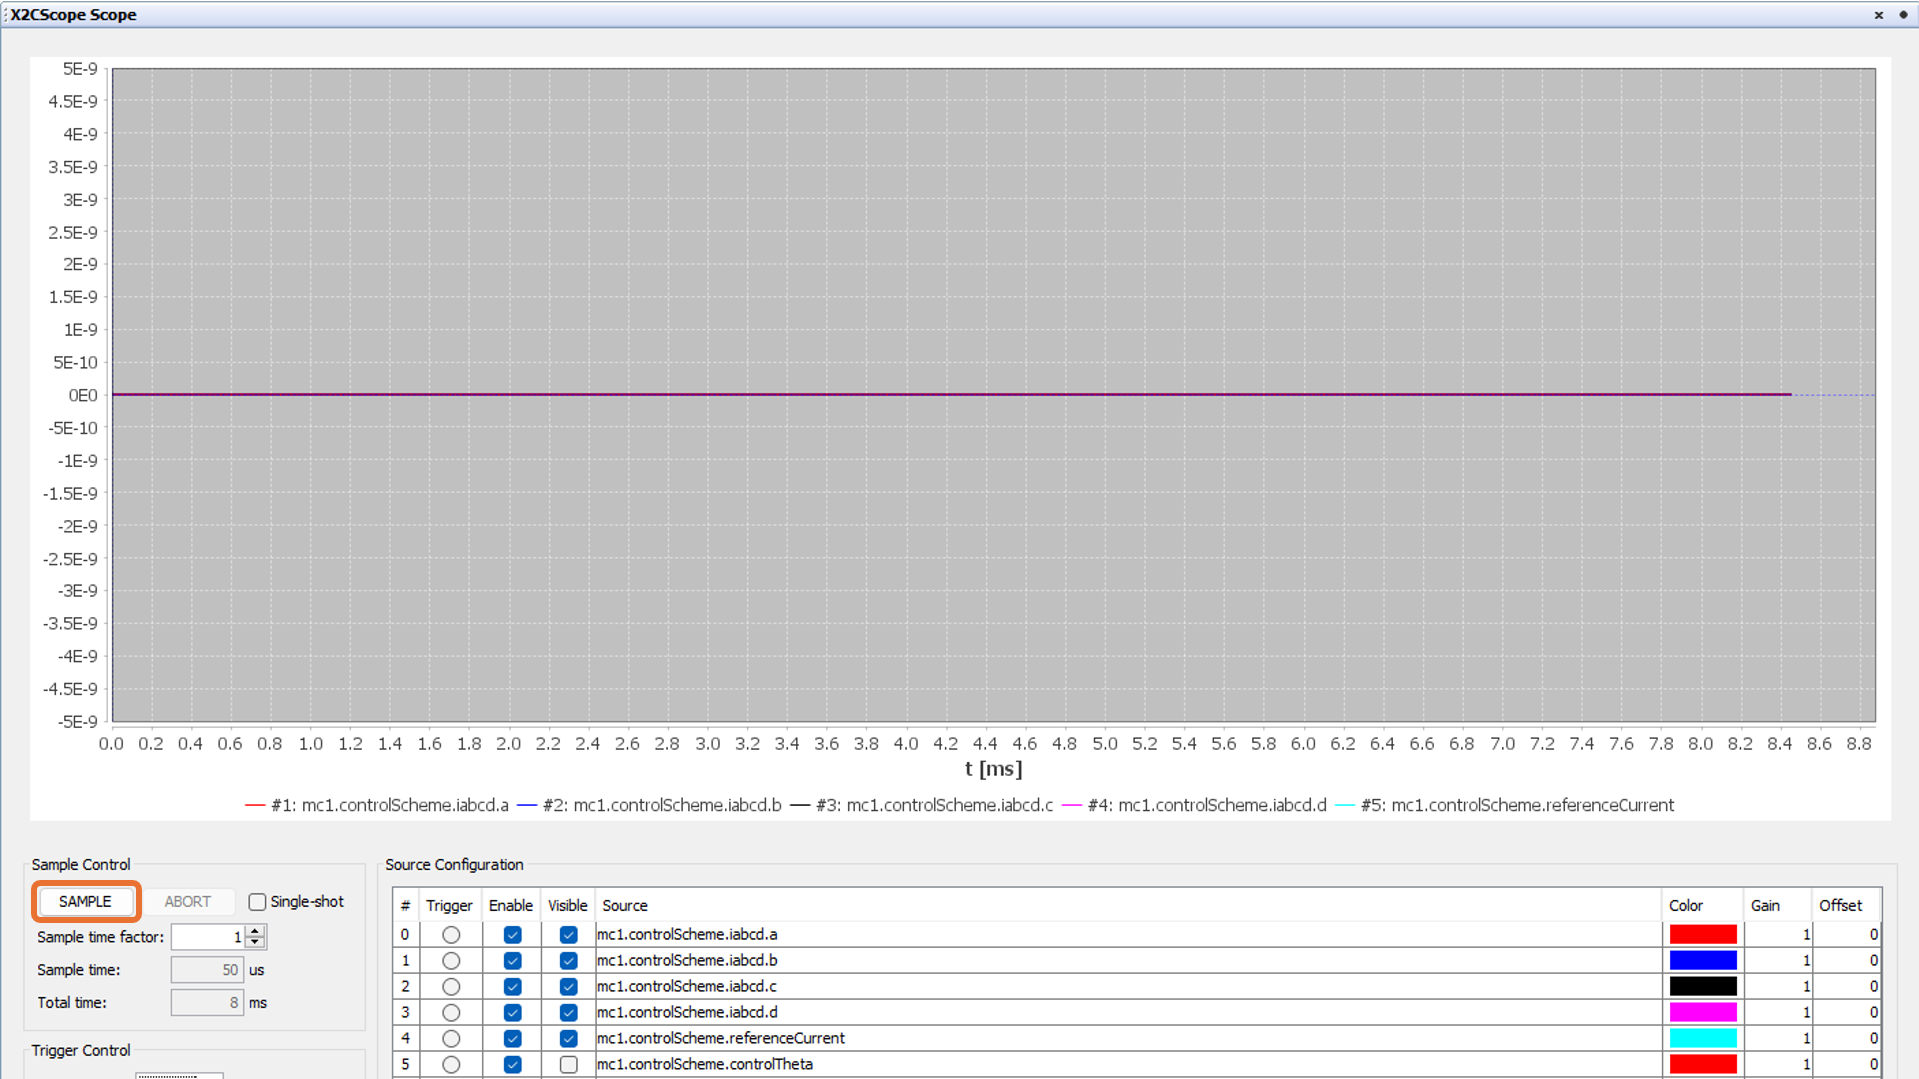 X2CScope Scope
5E-9
4.5E-9
4E-9
3.5E-9
3E-9
2.5E-9
2E-9
1.5E-9
1E-9
5E-10
0E0
-5E-10
-1E-9
-1.5E-9
-2E-9
-2.5E-9
-3E-9
-3.5E-9
-4E-9
-4.5E-9
-5E-9
0.0 0.2 0.4 0.6 0.8 1.0 1.2 1.4 1.6 1.8 2.0 2.2 2.4 2.6 2.8 3.0 3.2 3.4 3.6 3.8 4.0 4.2 4.4 4.6 4.8 5.0 5.2 5.4 5.6 5.8 6.0 6.2 6.4 6.6 6.8 7.0 7.2 7.4 7.6 7.8 8.0 8.2 8.4 8.6 8.8
t [ms]
#1: mc1.controlScheme.iabcd.a #2: mc1.controlScheme.iabcd.b #3: mc1.controlScheme.iabcd.c #4: mc1.controlScheme.iabcd.d #5: mc1.controlScheme.referenceCurrent
Sample Control
SAMPLE ABORT Single-shot
Sample time factor: 1
Sample time: 50 us
Total time: 8 ms
Trigger Control
Source Configuration
# Trigger Enable Visible Source Color Gain Offset
0 mc1.controlScheme.iabcd.a 1 0
1 mc1.controlScheme.iabcd.b 1 0
2 mc1.controlScheme.iabcd.c 1 0
3 mc1.controlScheme.iabcd.d 1 0
4 mc1.controlScheme.referenceCurrent 1 0
5 mc1.controlScheme.controlTheta 1 0